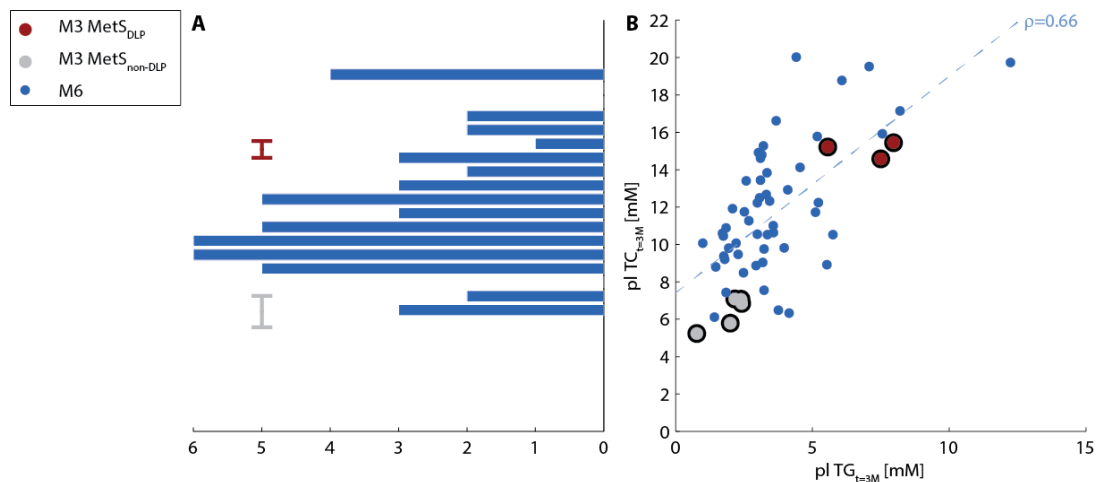 M3 MetS_DLP
M3 MetS_non-DLP
M6
A
6 5 4 3 2 1 0
B
ρ=0.66
22
20
18
16
14
12
10
8
6
4
2
0
pl TC_t=3M [mM]
0 5 10 15
pl TG_t=3M [mM]